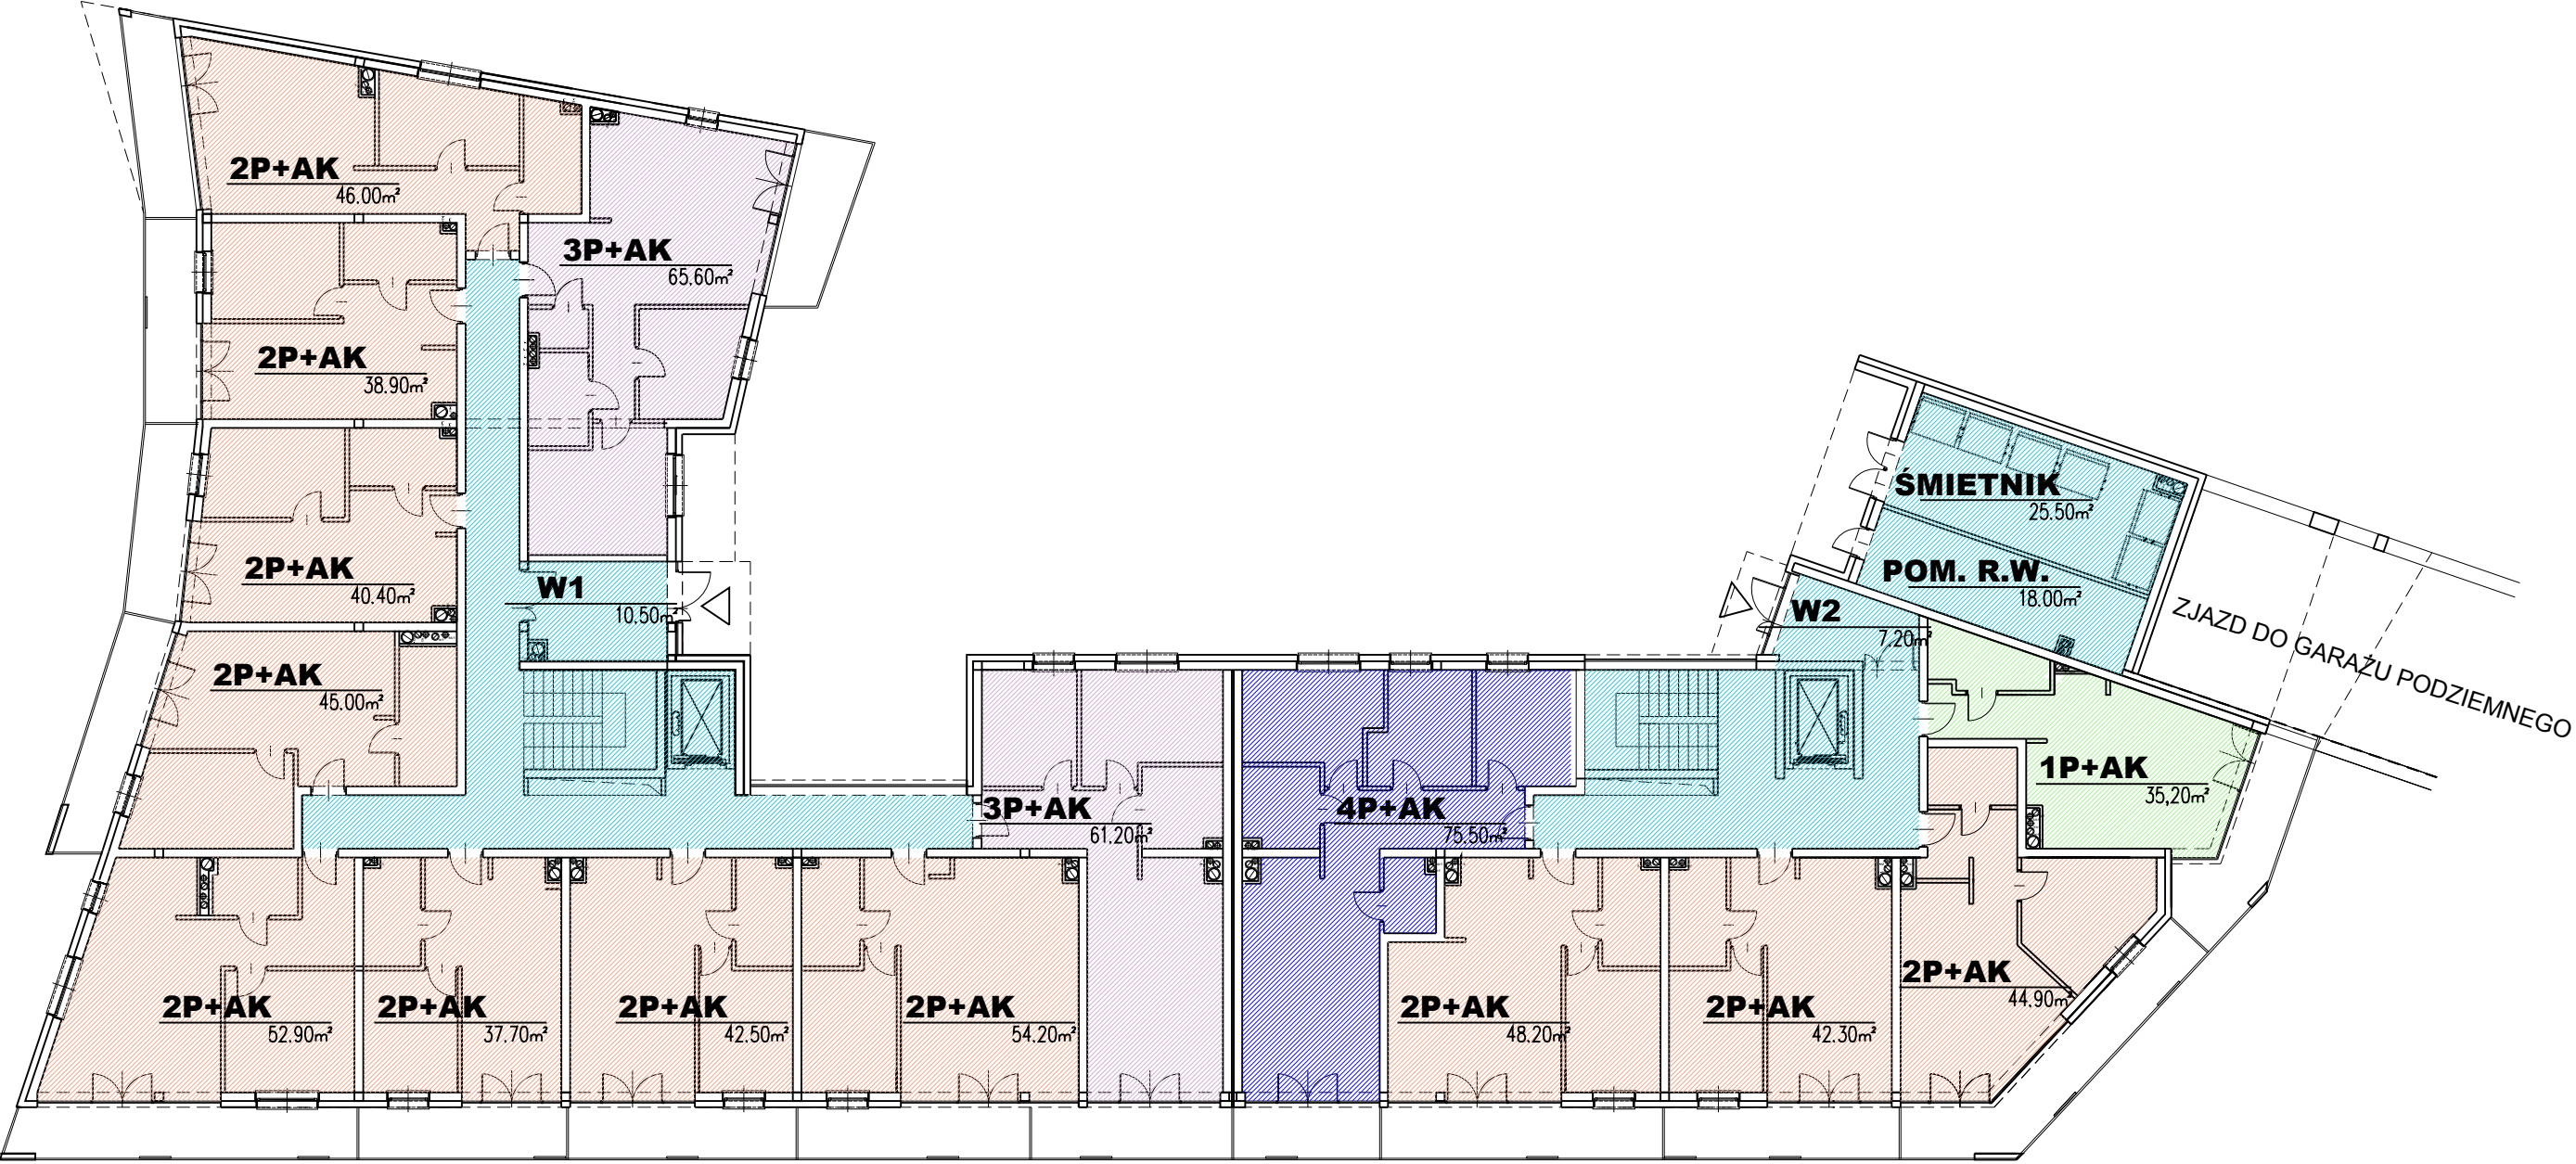 2P+AK
46.00m²
3P+AK
65.60m²
2P+AK
38.90m²
2P+AK
40.40m²
W1
10.50m²
2P+AK
45.00m²
ŚMIETNIK
25.50m²
POM. R.W.
18.00m²
W2
7.20m²
ZJAZD DO GARAŻU PODZIEMNEGO
1P+AK
35,20m²
3P+AK
61.20m²
4P+AK
75.50m²
2P+AK
52.90m²
2P+AK
37.70m²
2P+AK
42.50m²
2P+AK
54.20m²
2P+AK
48.20m²
2P+AK
42.30m²
2P+AK
44.90m²